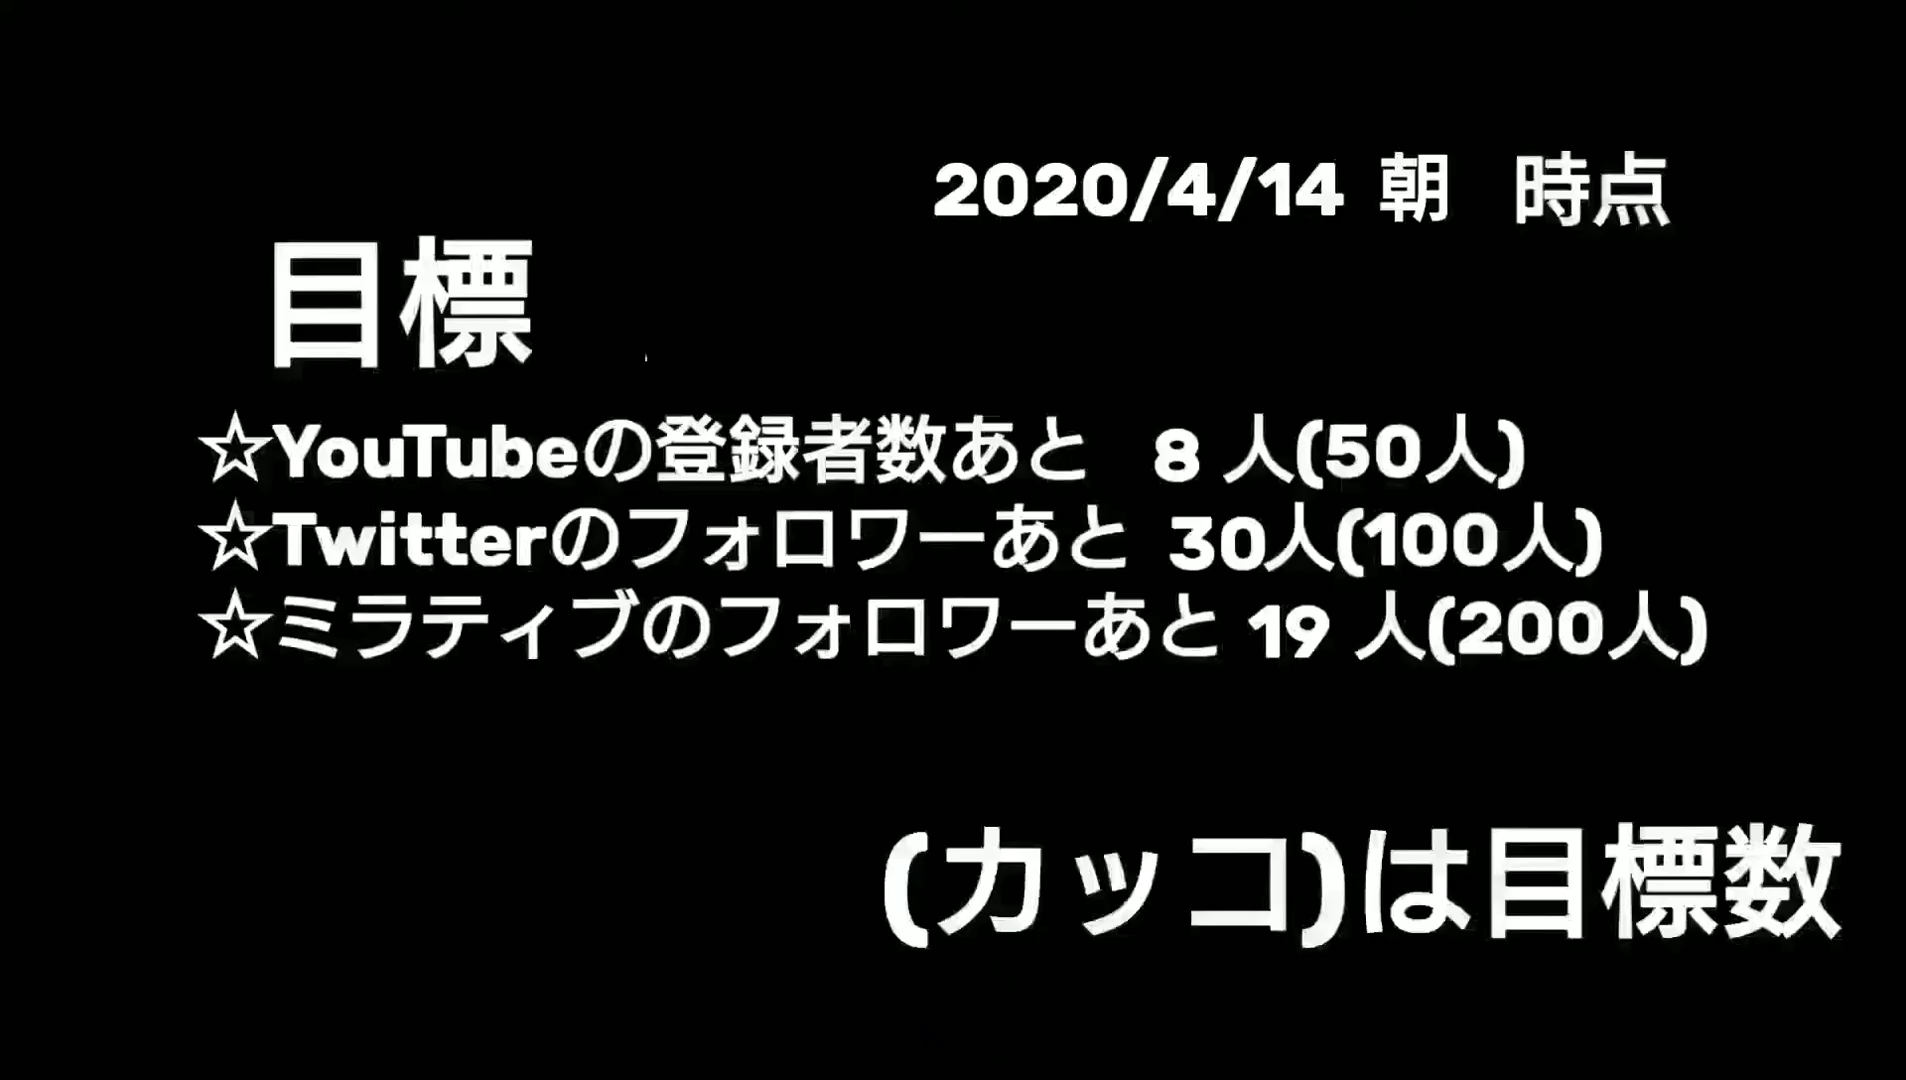 2020/4/14 朝 時点
目標
☆YouTubeの登録者数あと 8 人(50人)
☆Twitterのフォロワーあと 30人(100人)
☆ミラティブのフォロワーあと 19 人(200人)
(カッコ)は目標数